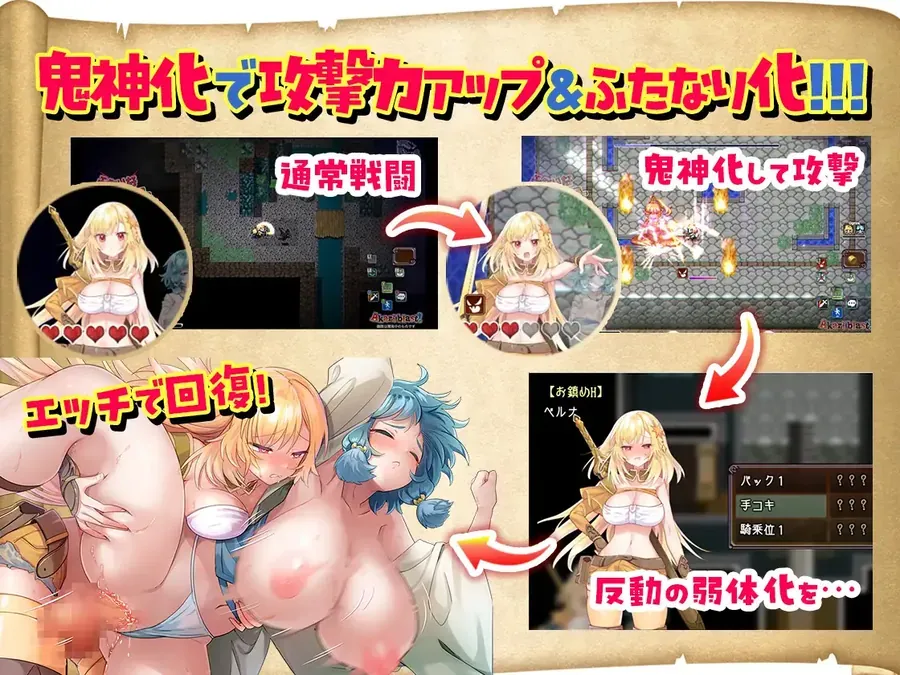 鬼神化で攻撃力アップ&ふたなり化!!!
通常戦闘
鬼神化して攻撃
エッチで回復!
【お鎮めH】
ペルナ
バック1 ???
手コキ ???
騎乗位1 ???
反動の弱体化を…